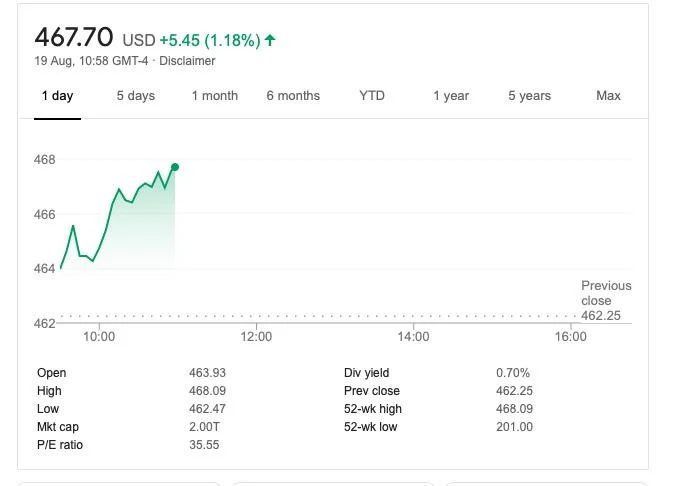 467.70 USD +5.45 (1.18%) ↑
19 Aug, 10:58 GMT-4 · Disclaimer
1 day 5 days 1 month 6 months YTD 1 year 5 years Max
468
466
464
Previous
close
462.25
462
10:00 12:00 14:00 16:00
Open 463.93 Div yield 0.70%
High 468.09 Prev close 462.25
Low 462.47 52-wk high 468.09
Mkt cap 2.00T 52-wk low 201.00
P/E ratio 35.55